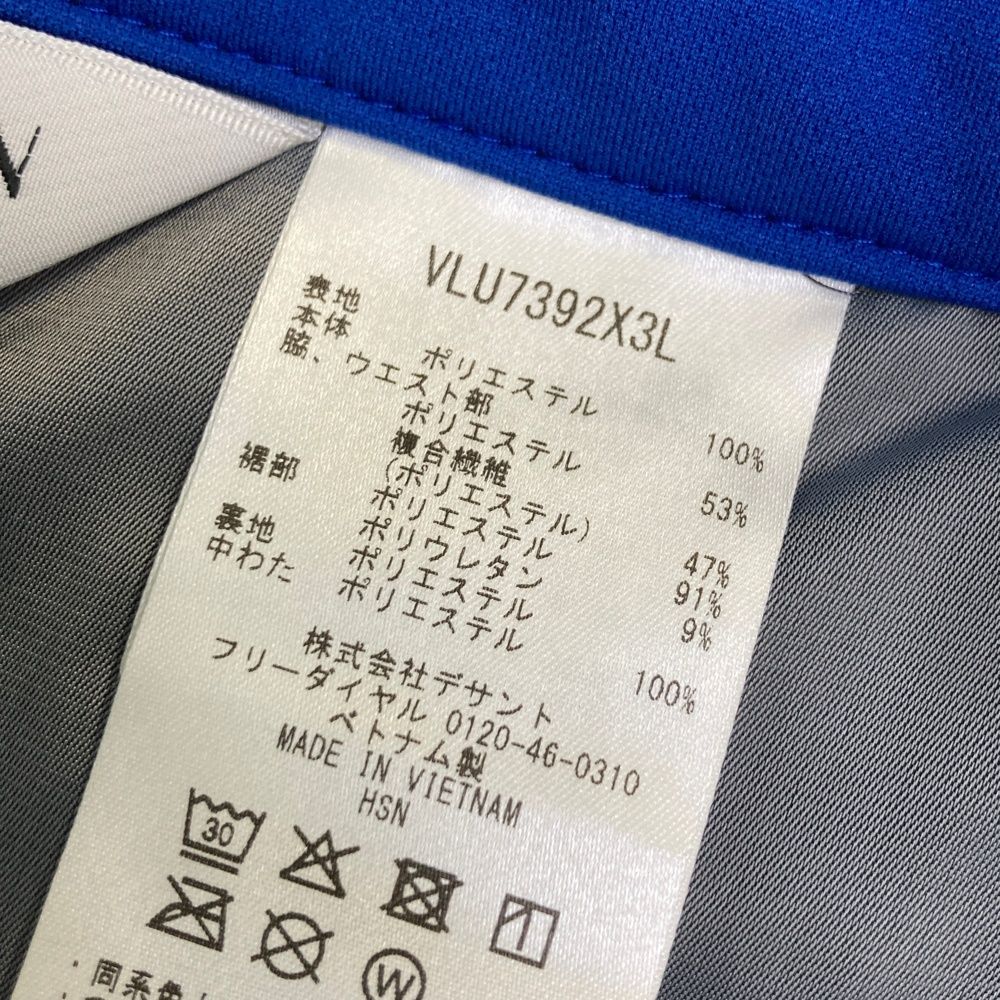 N
VLU7392X3L
表地
本体 ポリエステル 100%
脇、ウエスト部
ポリエステル 53%
複合繊維
(ポリエステル) 47%
裾部 ポリエステル 91%
ポリウレタン 9%
裏地 ポリエステル
中わた ポリエステル 100%
株式会社デサント
フリーダイヤル 0120-46-0310
ベトナム製
MADE IN VIETNAM
HSN
30
W
・同系色